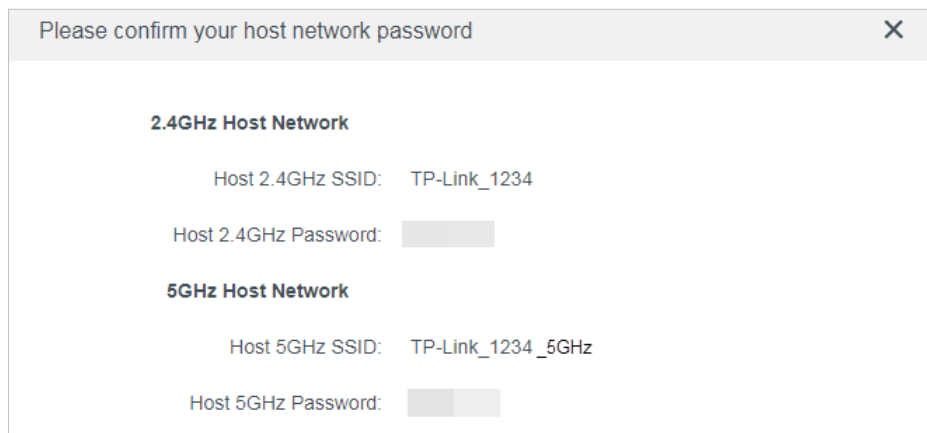 Please confirm your host network password
2.4GHz Host Network
Host 2.4GHz SSID: TP-Link_1234
Host 2.4GHz Password:
5GHz Host Network
Host 5GHz SSID: TP-Link_1234 _5GHz
Host 5GHz Password: